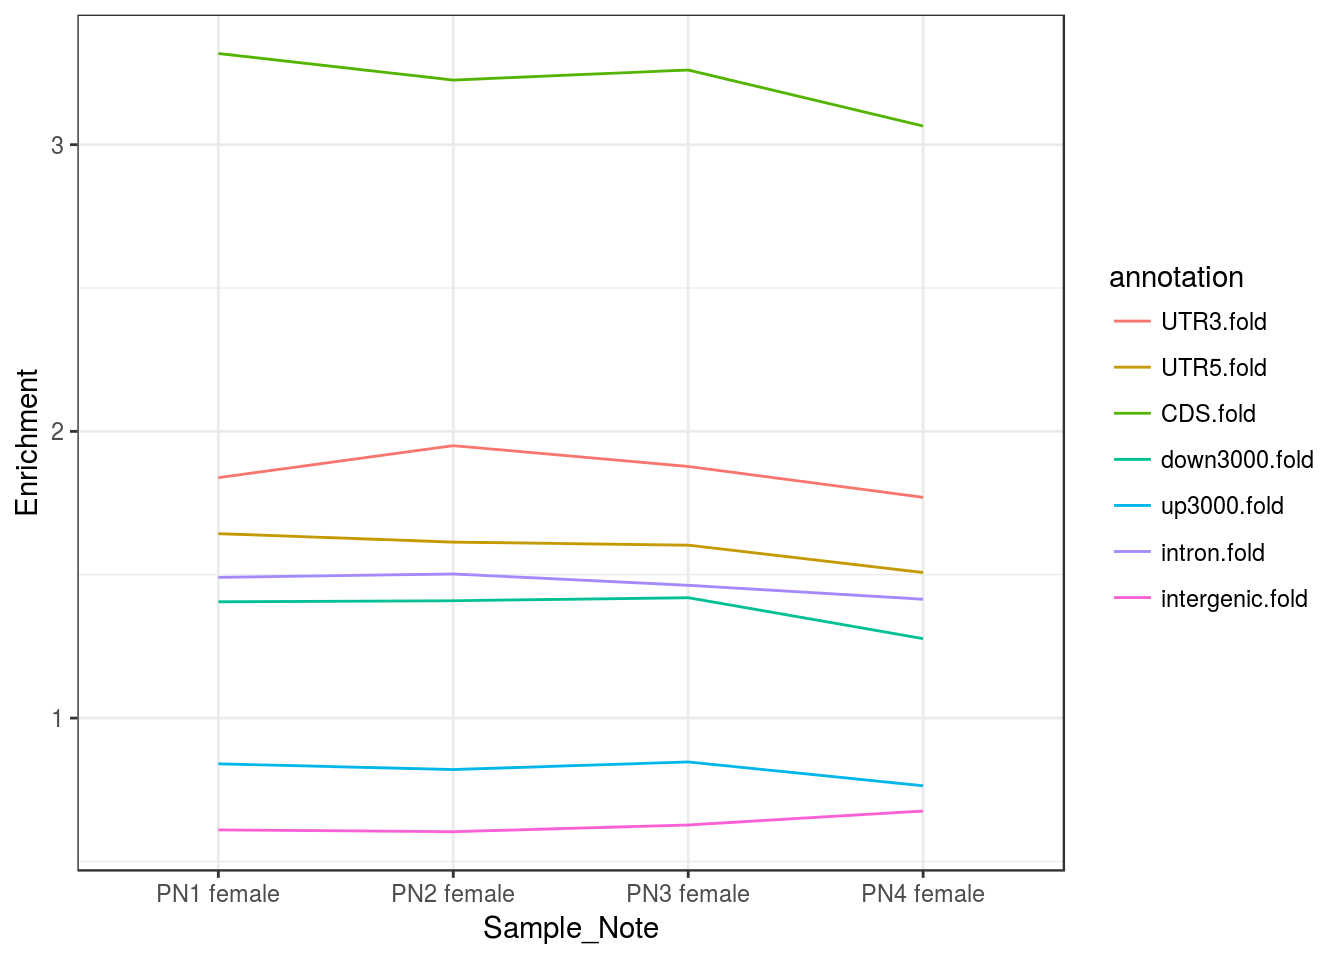 3
2
1
Enrichment
PN1 female
PN2 female
PN3 female
PN4 female
Sample_Note
annotation
UTR3.fold
UTR5.fold
CDS.fold
down3000.fold
up3000.fold
intron.fold
intergenic.fold